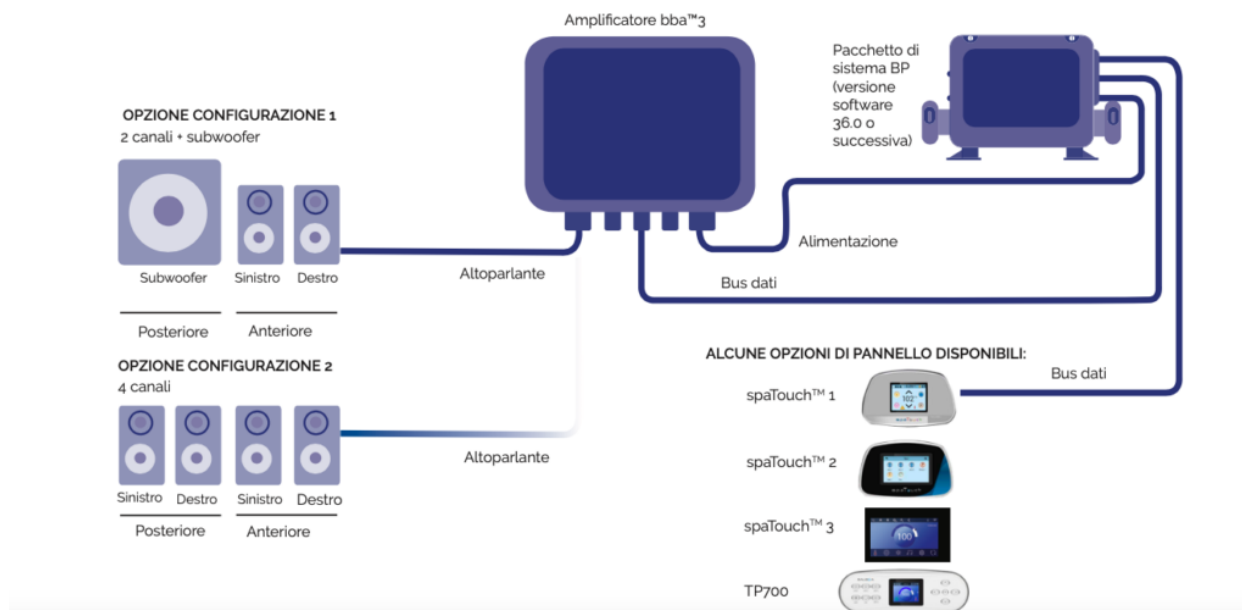 Amplificatore bba™3
Pacchetto di
sistema BP
(versione
software
36.0 o
successiva)
OPZIONE CONFIGURAZIONE 1
2 canali + subwoofer
Subwoofer
Sinistro
Destro
Posteriore
Anteriore
Altoparlante
Alimentazione
Bus dati
OPZIONE CONFIGURAZIONE 2
4 canali
Sinistro
Destro
Sinistro
Destro
Posteriore
Anteriore
Altoparlante
ALCUNE OPZIONI DI PANNELLO DISPONIBILI:
Bus dati
spaTouch™ 1
102°
spaTouch™ 2
spaTouch™ 3
100
TP700